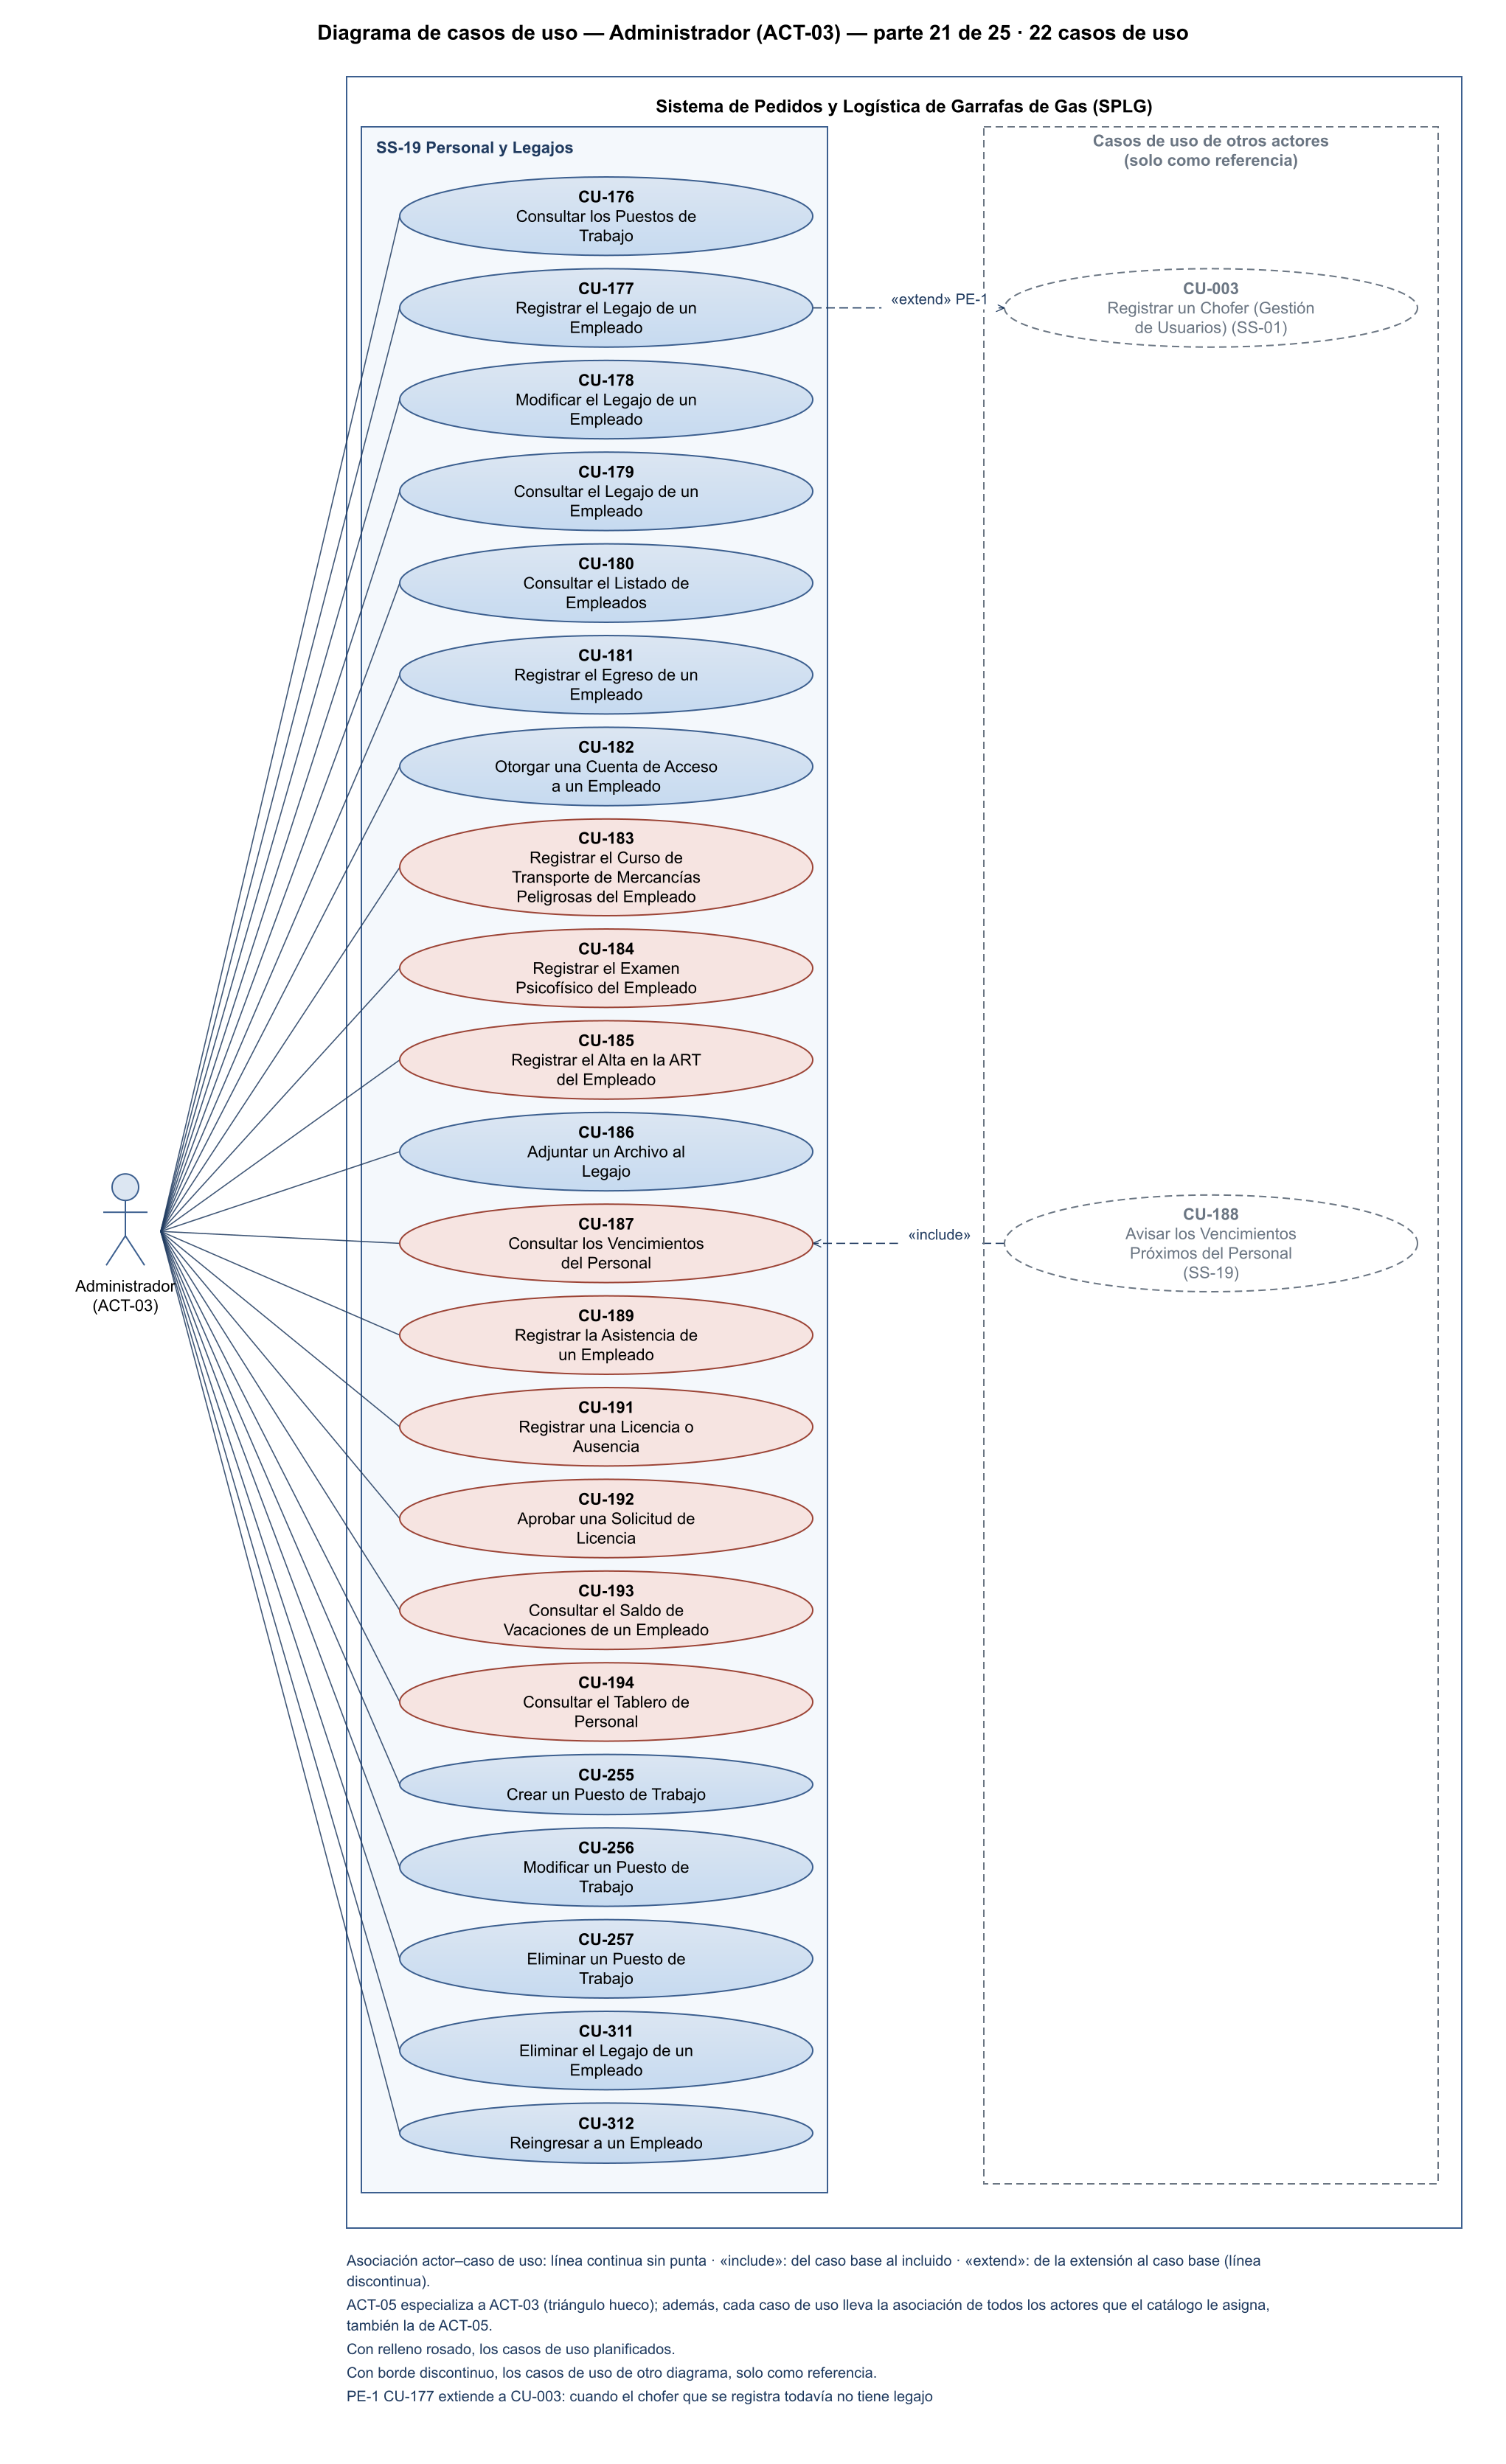 Diagrama de casos de uso — Administrador (ACT-03) — parte 21 de 25 · 22 casos de uso
Sistema de Pedidos y Logística de Garrafas de Gas (SPLG)
SS-19 Personal y Legajos
Casos de uso de otros actores
(solo como referencia)
CU-176
Consultar los Puestos de
Trabajo
CU-177
Registrar el Legajo de un
Empleado
«extend» PE-1
CU-003
Registrar un Chofer (Gestión
de Usuarios) (SS-01)
CU-178
Modificar el Legajo de un
Empleado
CU-179
Consultar el Legajo de un
Empleado
CU-180
Consultar el Listado de
Empleados
CU-181
Registrar el Egreso de un
Empleado
CU-182
Otorgar una Cuenta de Acceso
a un Empleado
CU-183
Registrar el Curso de
Transporte de Mercancías
Peligrosas del Empleado
CU-184
Registrar el Examen
Psicofísico del Empleado
CU-185
Registrar el Alta en la ART
del Empleado
CU-186
Adjuntar un Archivo al
Legajo
Administrador
(ACT-03)
CU-187
Consultar los Vencimientos
del Personal
«include»
CU-188
Avisar los Vencimientos
Próximos del Personal
(SS-19)
CU-189
Registrar la Asistencia de
un Empleado
CU-191
Registrar una Licencia o
Ausencia
CU-192
Aprobar una Solicitud de
Licencia
CU-193
Consultar el Saldo de
Vacaciones de un Empleado
CU-194
Consultar el Tablero de
Personal
CU-255
Crear un Puesto de Trabajo
CU-256
Modificar un Puesto de
Trabajo
CU-257
Eliminar un Puesto de
Trabajo
CU-311
Eliminar el Legajo de un
Empleado
CU-312
Reingresar a un Empleado
Asociación actor–caso de uso: línea continua sin punta · «include»: del caso base al incluido · «extend»: de la extensión al caso base (línea
discontinua).
ACT-05 especializa a ACT-03 (triángulo hueco); además, cada caso de uso lleva la asociación de todos los actores que el catálogo le asigna,
también la de ACT-05.
Con relleno rosado, los casos de uso planificados.
Con borde discontinuo, los casos de uso de otro diagrama, solo como referencia.
PE-1 CU-177 extiende a CU-003: cuando el chofer que se registra todavía no tiene legajo